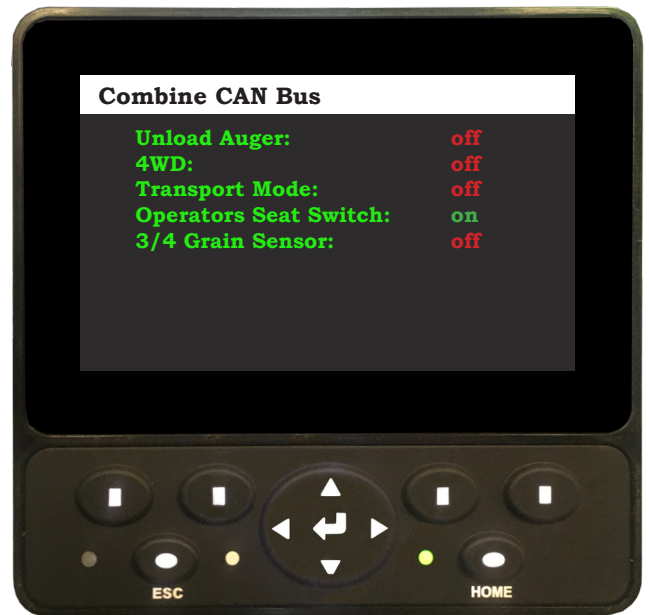 Combine CAN Bus
Unload Auger: off
4WD: off
Transport Mode: off
Operators Seat Switch: on
3/4 Grain Sensor: off
ESC HOME